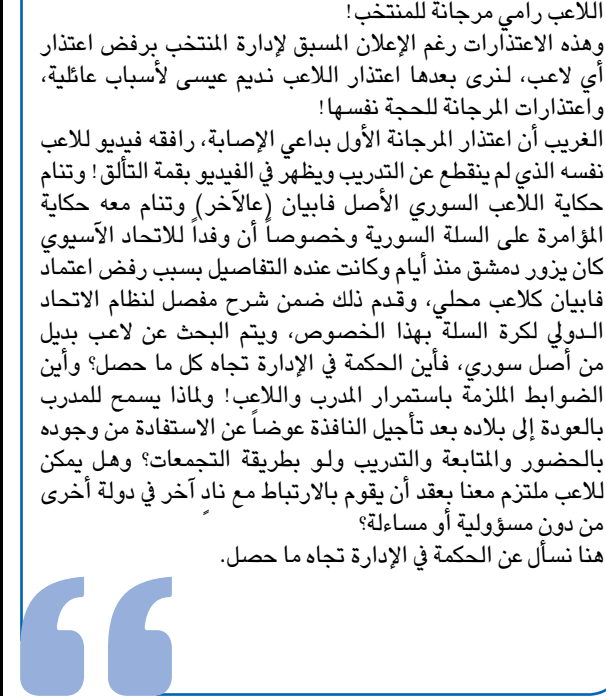 اللاعب رامي مرجانة للمنتخب!
وهذه الاعتذارات رغم الإعلان المسبق لإدارة المنتخب برفض اعتذار
أي لاعب، لنرى بعدها اعتذار اللاعب نديم عيسى لأسباب عائلية،
واعتذارات المرجانة للحجة نفسها!
الغريب أن اعتذار المرجانة الأول بداعي الإصابة، رافقه فيديو للاعب
نفسه الذي لم ينقطع عن التدريب ويظهر في الفيديو بقمة التألق! وتنام
حكاية اللاعب السوري الأصل فابيان (عالآخر) وتنام معه حكاية
المؤامرة على السلة السورية وخصوصاً أن وفداً للاتحاد الآسيوي
كان يزور دمشق منذ أيام وكانت عنده التفاصيل بسبب رفض اعتماد
فابيان كلاعب محلي، وقدم ذلك ضمن شرح مفصل لنظام الاتحاد
الدولي لكرة السلة بهذا الخصوص، ويتم البحث عن لاعب بديل
من أصل سوري، فأين الحكمة في الإدارة تجاه كل ما حصل؟ وأين
الضوابط الملزمة باستمرار المدرب واللاعب! ولماذا يسمح للمدرب
بالعودة إلى بلاده بعد تأجيل النافذة عوضاً عن الاستفادة من وجوده
بالحضور والمتابعة والتدريب ولو بطريقة التجمعات؟ وهل يمكن
للاعب ملتزم معنا بعقد أن يقوم بالارتباط مع نادٍ آخر في دولة أخرى
من دون مسؤولية أو مساءلة؟
هنا نسأل عن الحكمة في الإدارة تجاه ما حصل.